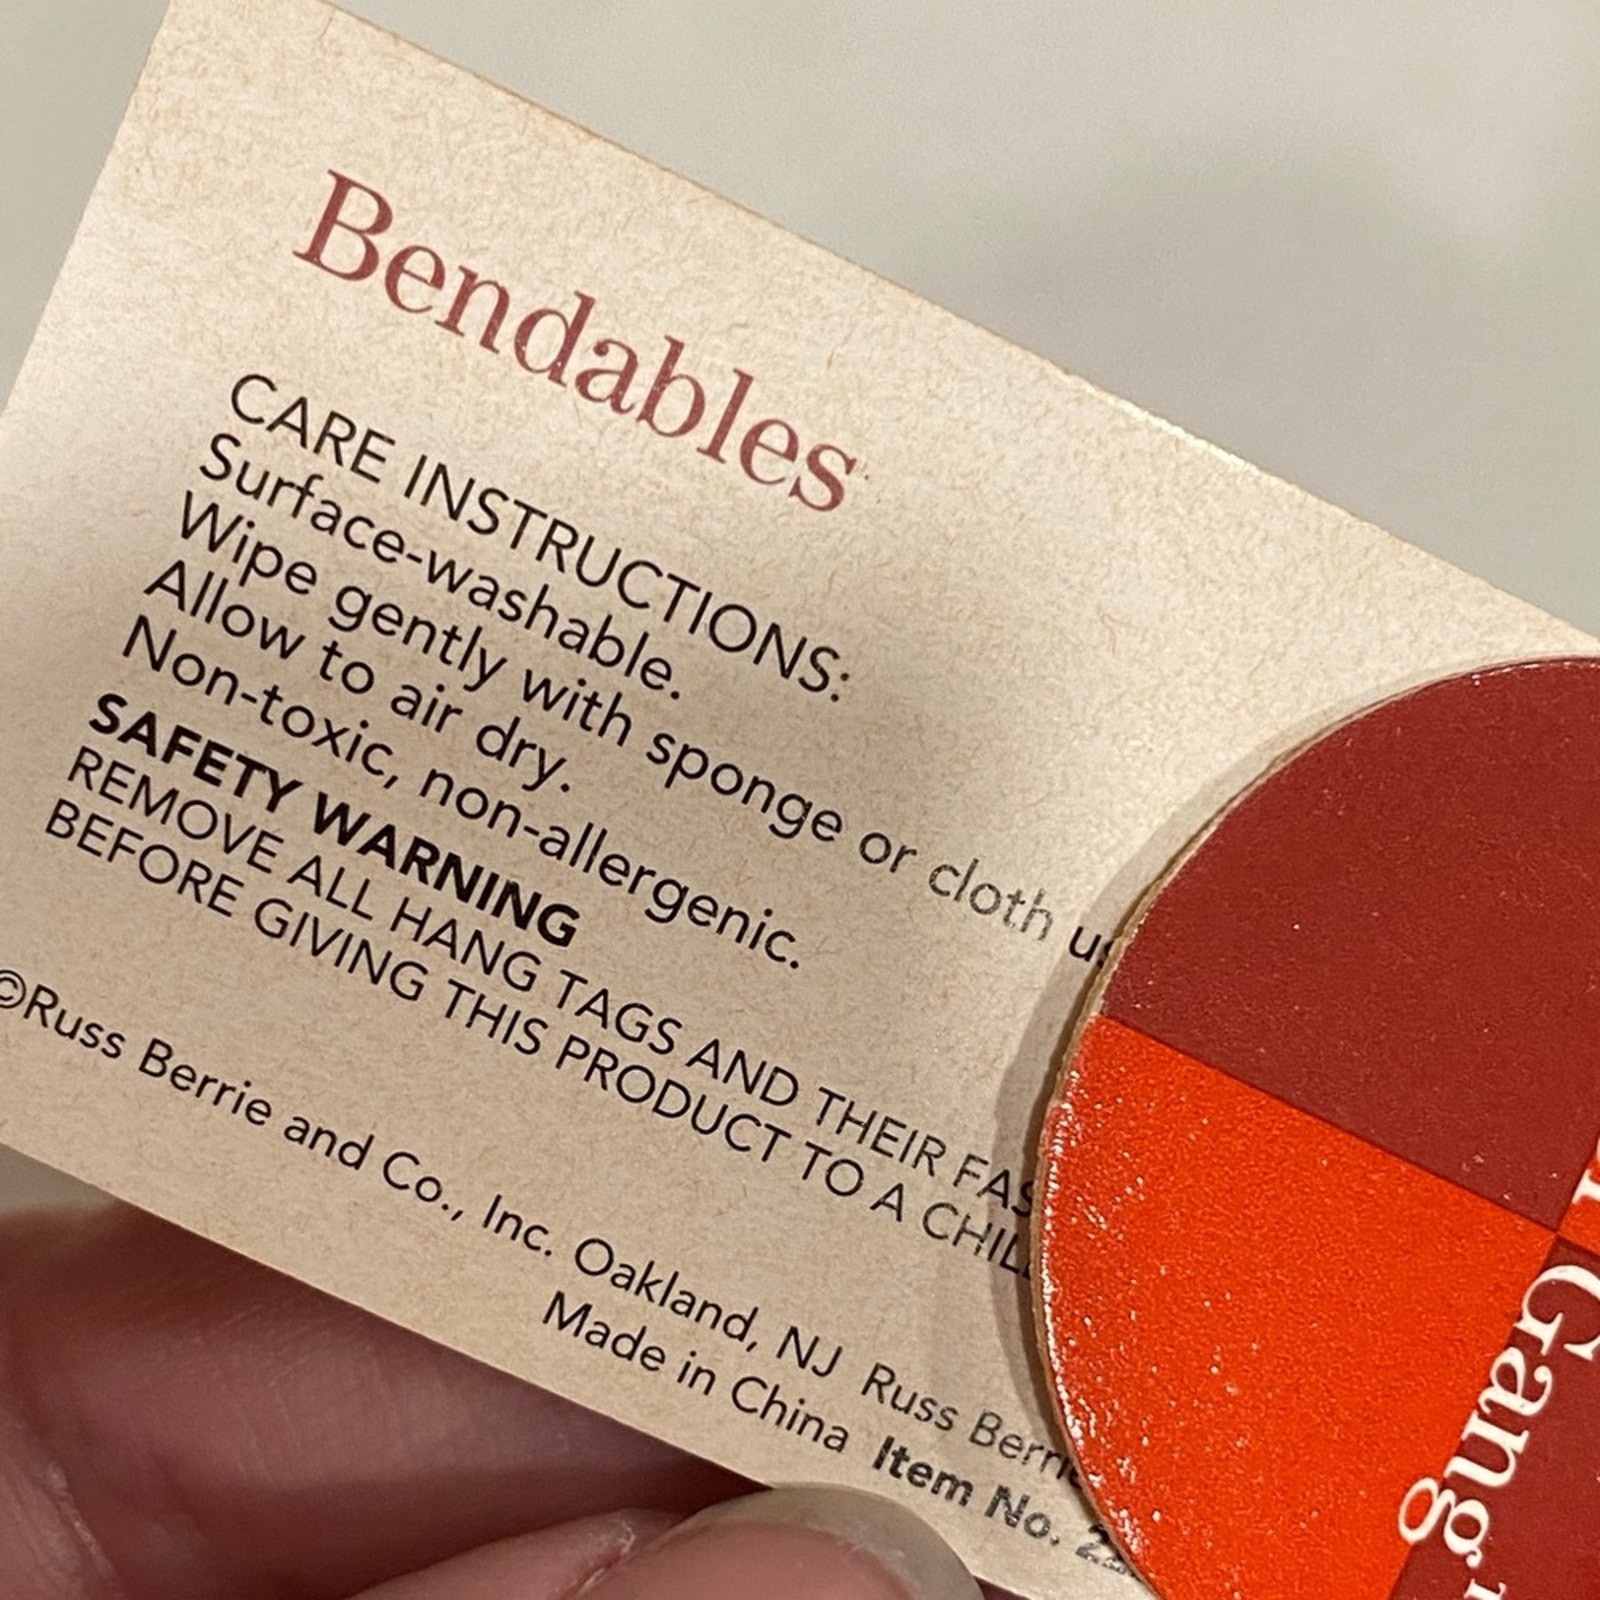 Bendables
CARE INSTRUCTIONS:
Surface-washable.
Wipe gently with sponge or cloth
Allow to air dry.
Non-toxic, non-allergenic.
SAFETY WARNING
REMOVE ALL HANG TAGS AND THEIR
BEFORE GIVING THIS PRODUCT TO A
©Russ Berrie and Co., Inc. Oakland, NJ Russ
Made in China Item No.
Gang